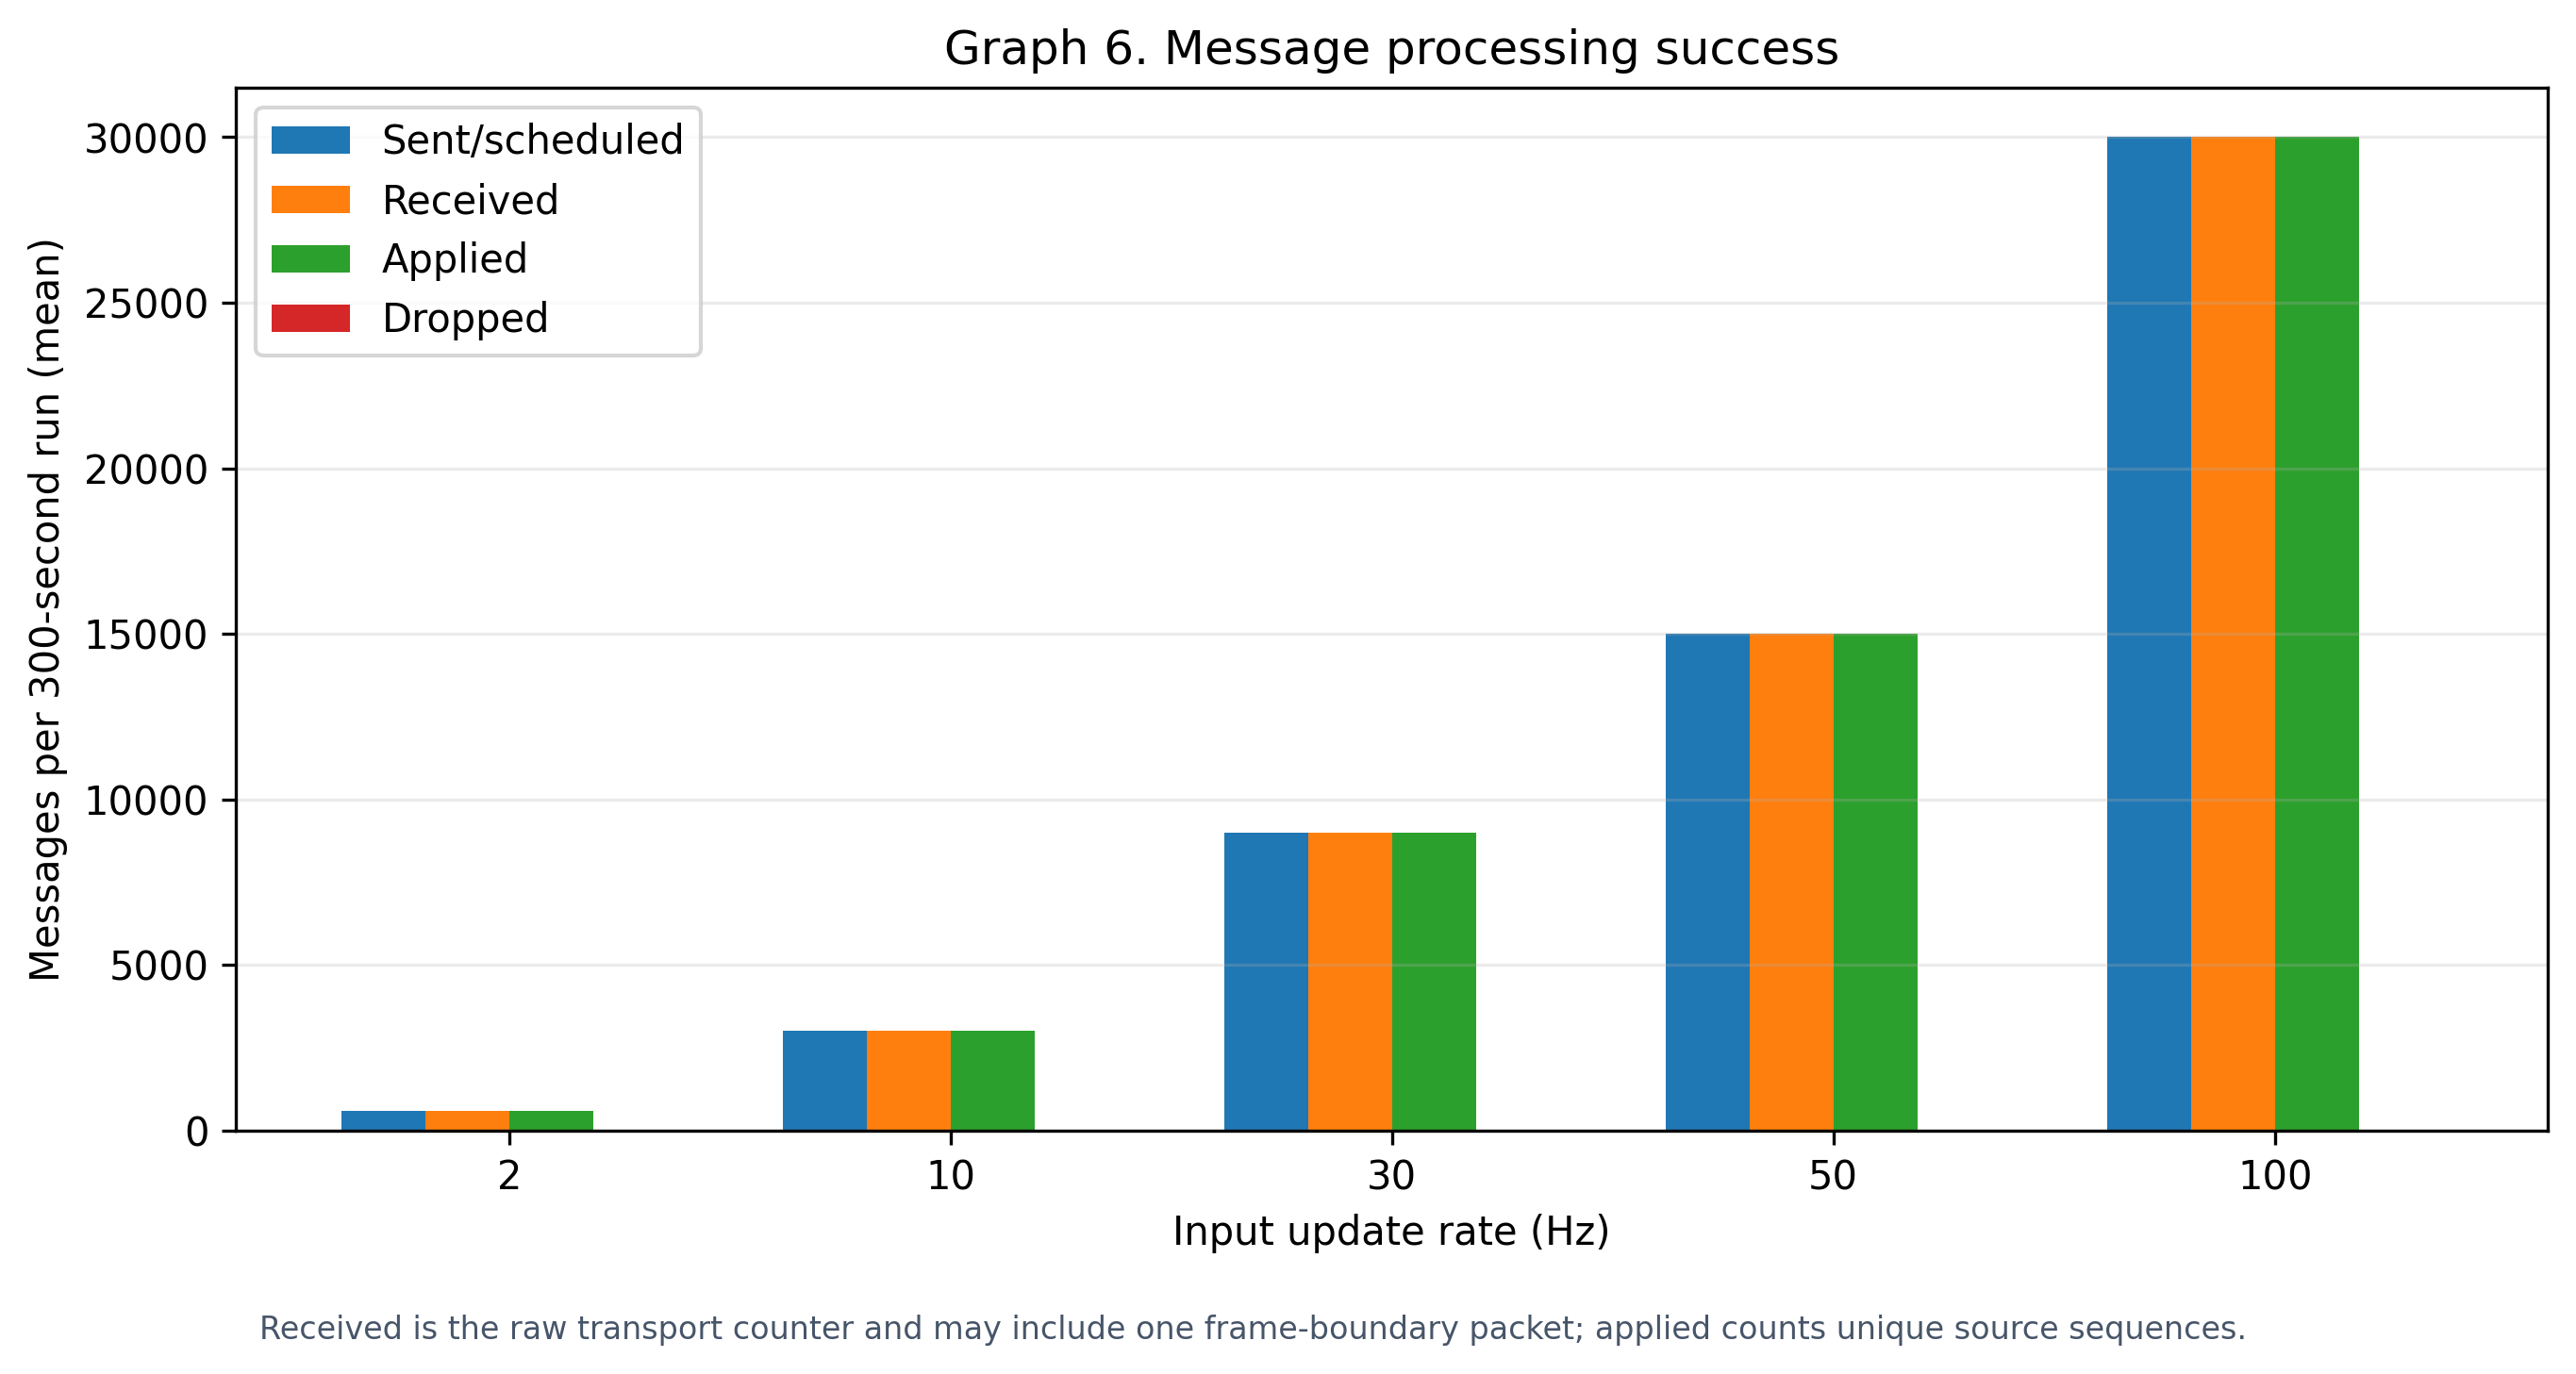 Graph 6. Message processing success
Sent/scheduled
Received
Applied
Dropped
Messages per 300-second run (mean)
30000
25000
20000
15000
10000
5000
0
2
10
30
50
100
Input update rate (Hz)
Received is the raw transport counter and may include one frame-boundary packet; applied counts unique source sequences.